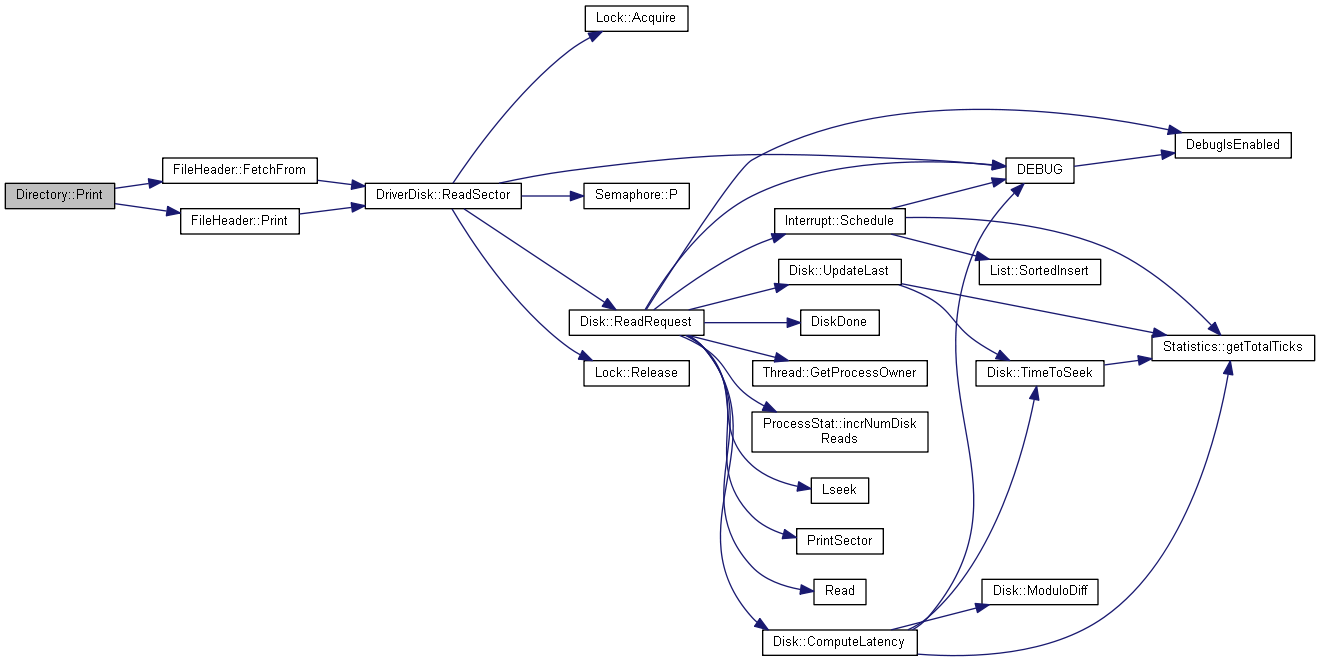 Directory::Print
FileHeader::FetchFrom
FileHeader::Print
DriverDisk::ReadSector
Lock::Acquire
Semaphore::P
Disk::ReadRequest
Lock::Release
Interrupt::Schedule
Disk::UpdateLast
DiskDone
Thread::GetProcessOwner
ProcessStat::incrNumDisk
Reads
Lseek
PrintSector
Read
Disk::ComputeLatency
DEBUG
List::SortedInsert
Disk::TimeToSeek
Disk::ModuloDiff
DebugIsEnabled
Statistics::getTotalTicks